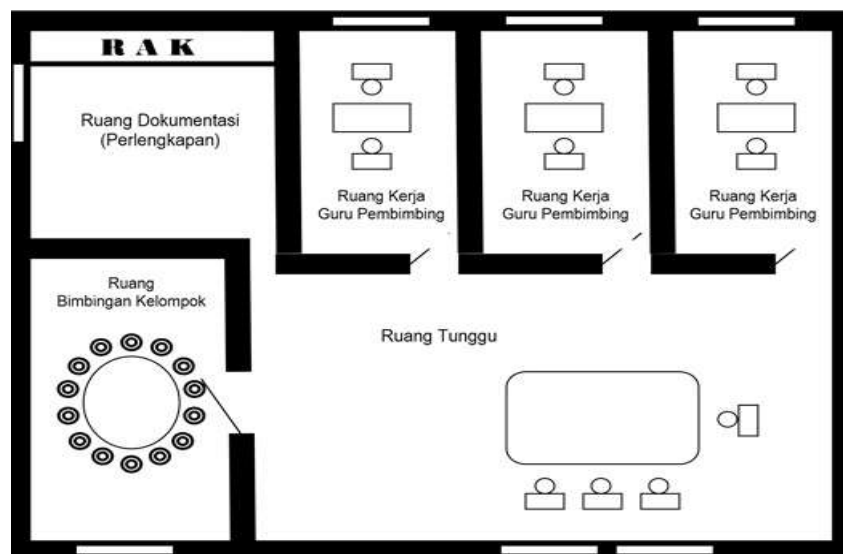 RAK
Ruang Dokumentasi
(Perlengkapan)
Ruang Kerja
Guru Pembimbing
Ruang Kerja
Guru Pembimbing
Ruang Kerja
Guru Pembimbing
Ruang
Bimbingan Kelompok
Ruang Tunggu